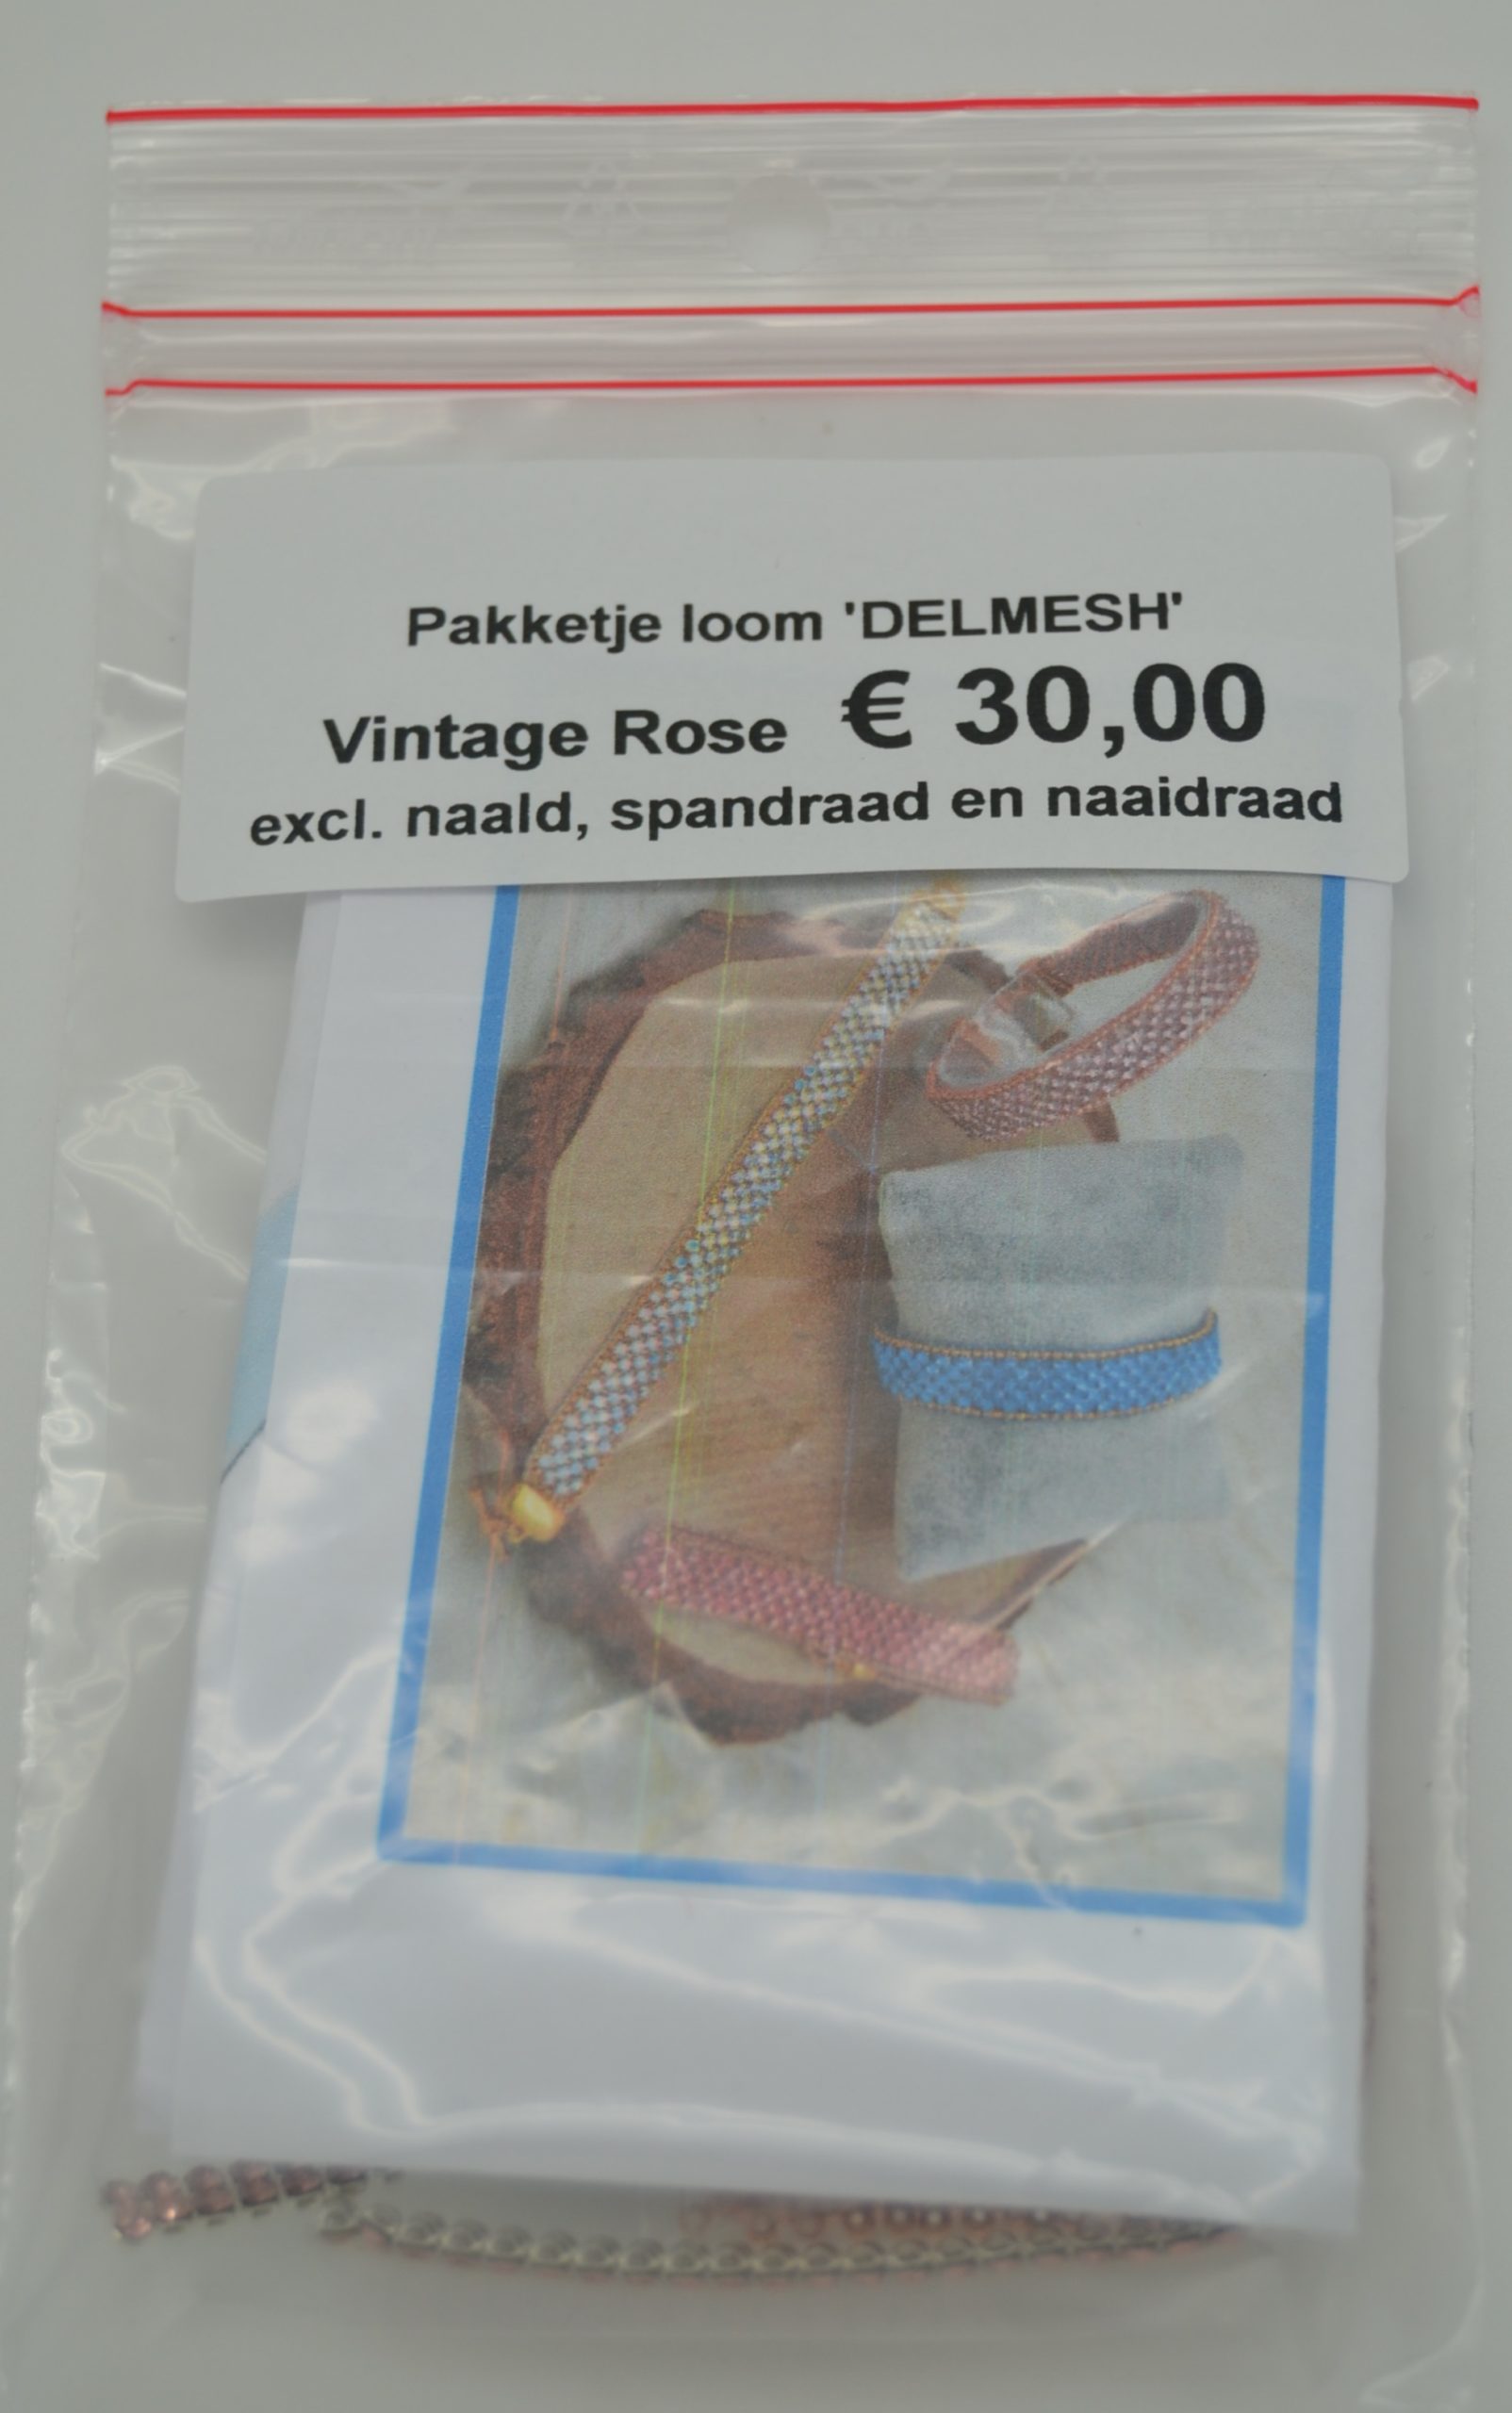 Pakketje loom 'DELMESH'
Vintage Rose € 30,00
excl. naald, spandraad en naaidraad